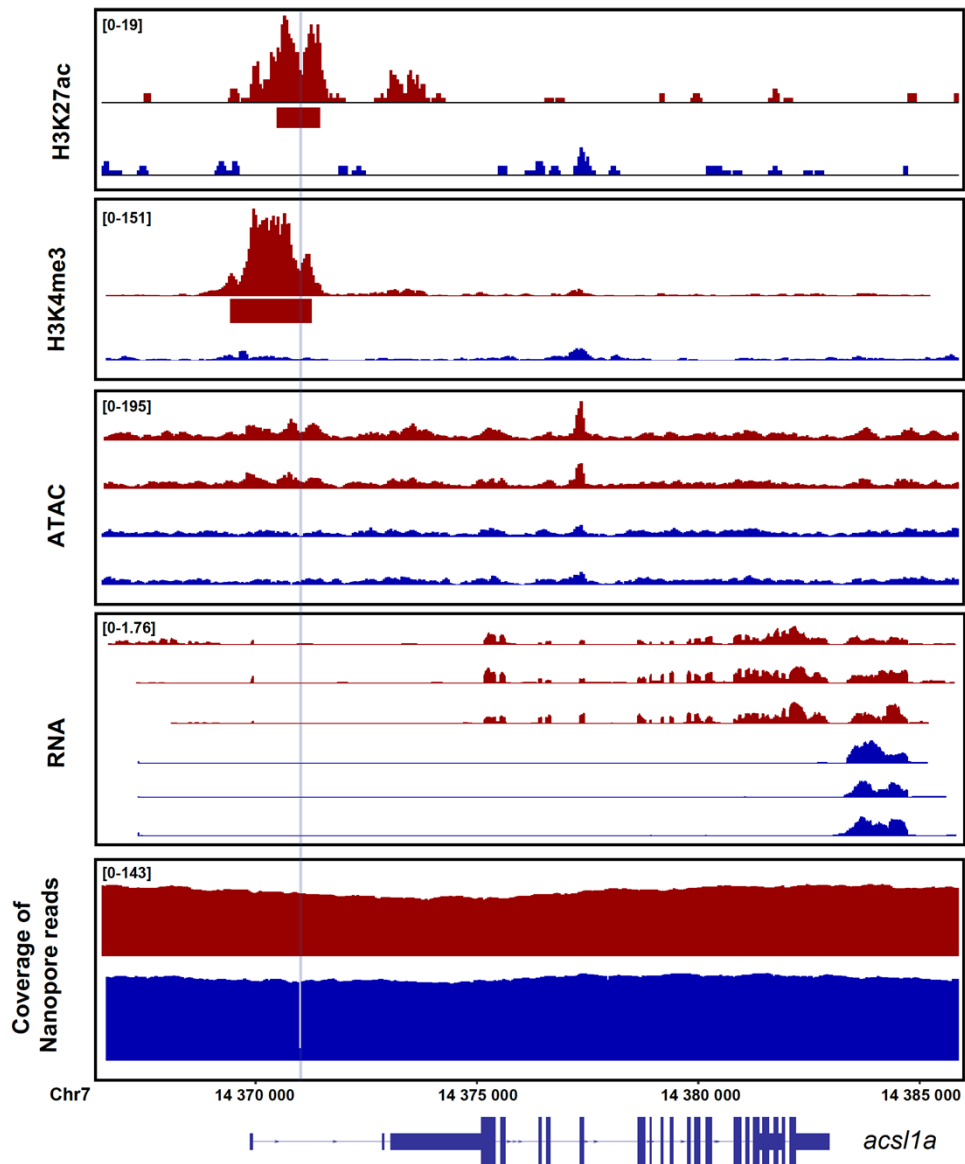 [0-19]
H3K27ac
[0-151]
H3K4me3
[0-195]
ATAC
[0-1.76]
RNA
[0-143]
Coverage of
Nanopore reads
Chr7
14 370 000
14 375 000
14 380 000
14 385 000
acsl1a